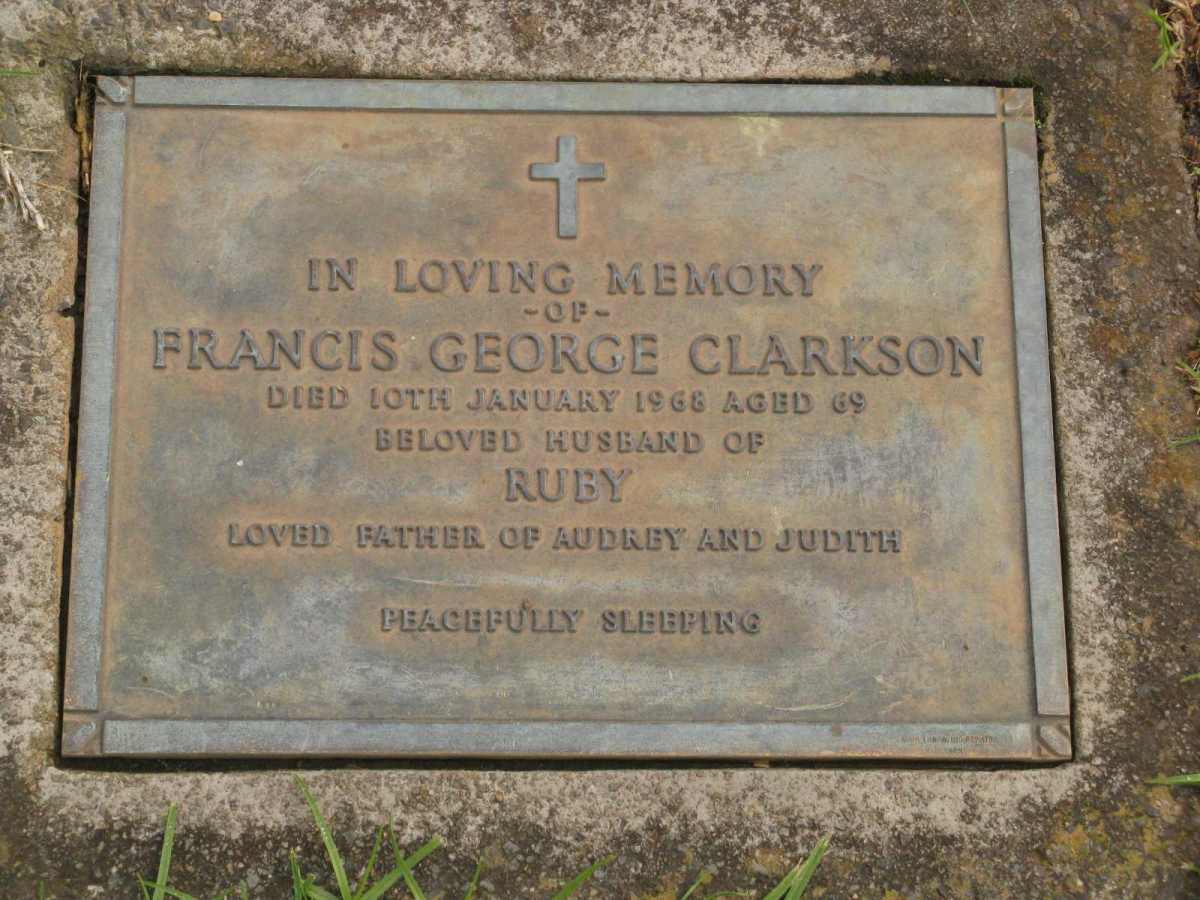 IN LOVING MEMORY
-OF-
FRANCIS GEORGE CLARKSON
DIED 10TH JANUARY 1968 AGED 69
BELOVED HUSBAND OF
RUBY
LOVED FATHER OF AUDREY AND JUDITH
PEACEFULLY SLEEPING